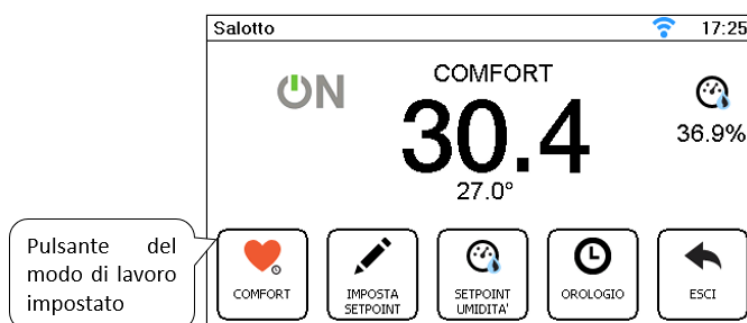 Salotto 17:25
ON
COMFORT
30.4
27.0°
36.9%
Pulsante del
modo di lavoro
impostato
COMFORT
IMPOSTA
SETPOINT
SETPOINT
UMIDITA'
OROLOGIO
ESCI